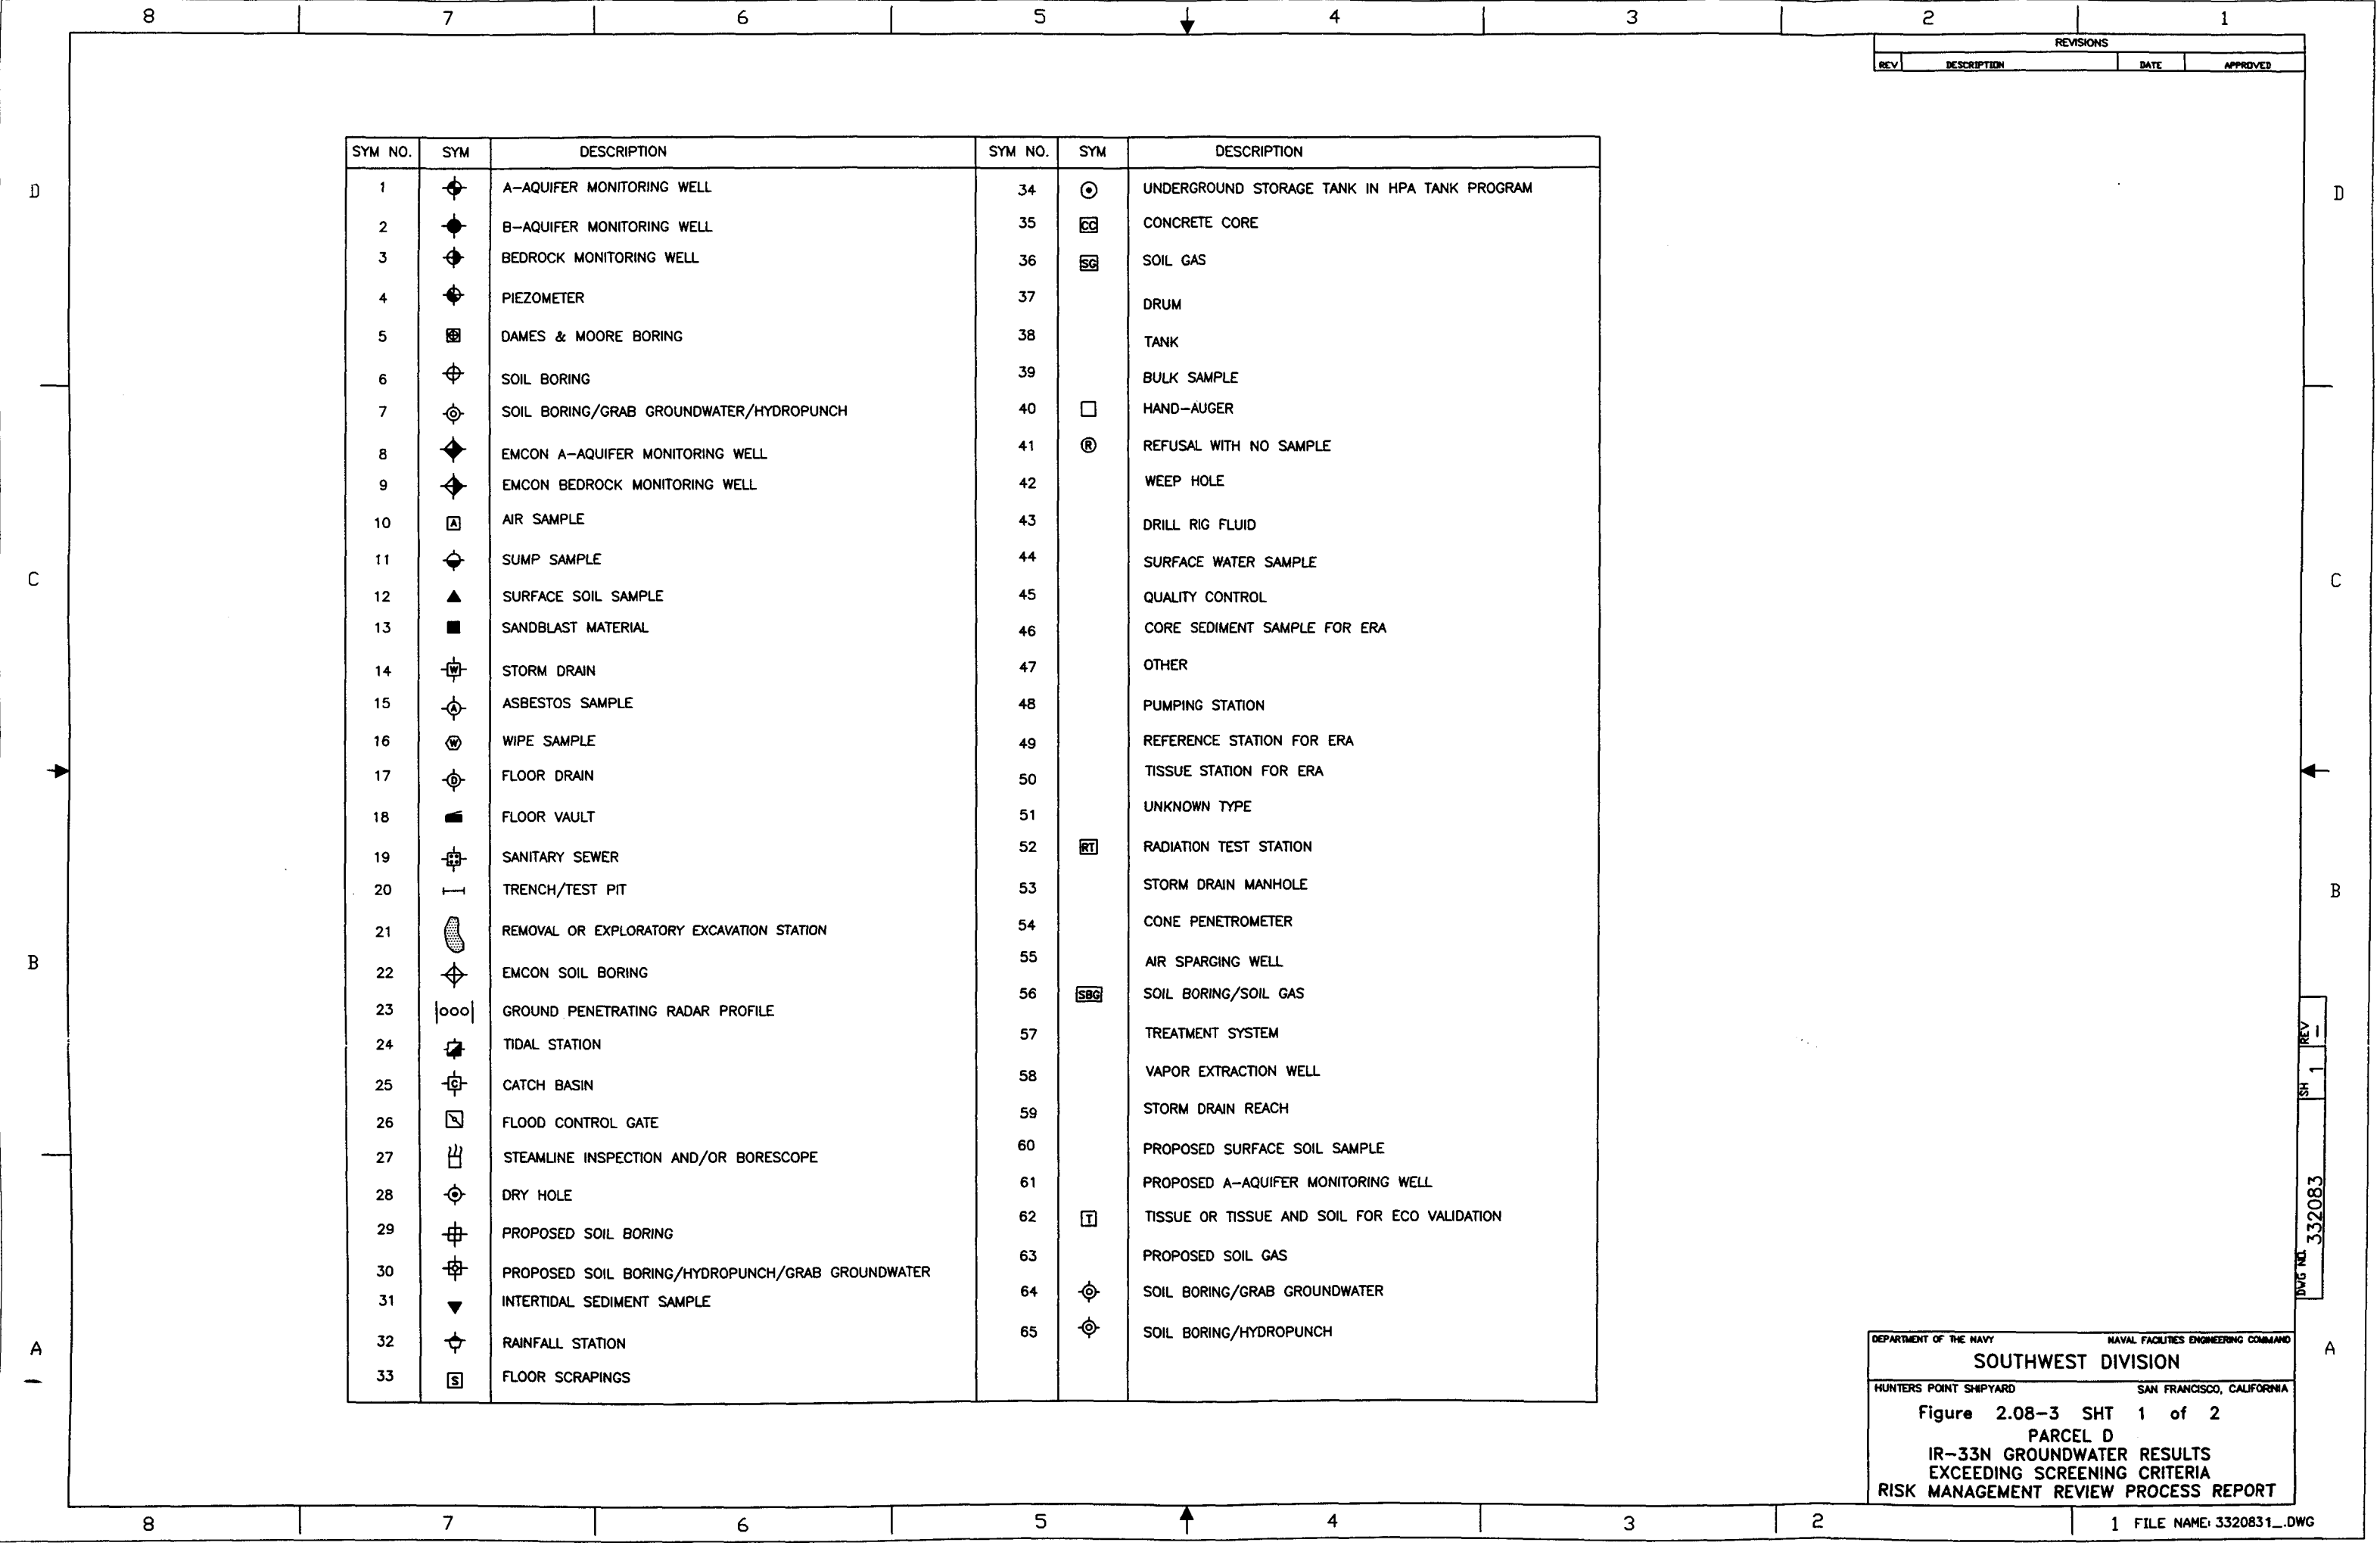 8 7 6 5 4 3 2 1
REVISIONS
REV DESCRIPTION DATE APPROVED
SYM NO. SYM DESCRIPTION SYM NO. SYM DESCRIPTION
1 A-AQUIFER MONITORING WELL
2 B-AQUIFER MONITORING WELL
3 BEDROCK MONITORING WELL
4 PIEZOMETER
5 DAMES & MOORE BORING
6 SOIL BORING
7 SOIL BORING/GRAB GROUNDWATER/HYDROPUNCH
8 EMCON A-AQUIFER MONITORING WELL
9 EMCON BEDROCK MONITORING WELL
10 A AIR SAMPLE
11 SUMP SAMPLE
12 SURFACE SOIL SAMPLE
13 SANDBLAST MATERIAL
14 W STORM DRAIN
15 A ASBESTOS SAMPLE
16 W WIPE SAMPLE
17 D FLOOR DRAIN
18 FLOOR VAULT
19 SANITARY SEWER
20 TRENCH/TEST PIT
21 REMOVAL OR EXPLORATORY EXCAVATION STATION
22 EMCON SOIL BORING
23 GROUND PENETRATING RADAR PROFILE
24 TIDAL STATION
25 C CATCH BASIN
26 FLOOD CONTROL GATE
27 STEAMLINE INSPECTION AND/OR BORESCOPE
28 DRY HOLE
29 PROPOSED SOIL BORING
30 PROPOSED SOIL BORING/HYDROPUNCH/GRAB GROUNDWATER
31 INTERTIDAL SEDIMENT SAMPLE
32 RAINFALL STATION
33 S FLOOR SCRAPINGS
34 UNDERGROUND STORAGE TANK IN HPA TANK PROGRAM
35 CC CONCRETE CORE
36 SG SOIL GAS
37 DRUM
38 TANK
39 BULK SAMPLE
40 HAND-AUGER
41 R REFUSAL WITH NO SAMPLE
42 WEEP HOLE
43 DRILL RIG FLUID
44 SURFACE WATER SAMPLE
45 QUALITY CONTROL
46 CORE SEDIMENT SAMPLE FOR ERA
47 OTHER
48 PUMPING STATION
49 REFERENCE STATION FOR ERA
50 TISSUE STATION FOR ERA
51 UNKNOWN TYPE
52 RT RADIATION TEST STATION
53 STORM DRAIN MANHOLE
54 CONE PENETROMETER
55 AIR SPARGING WELL
56 SBG SOIL BORING/SOIL GAS
57 TREATMENT SYSTEM
58 VAPOR EXTRACTION WELL
59 STORM DRAIN REACH
60 PROPOSED SURFACE SOIL SAMPLE
61 PROPOSED A-AQUIFER MONITORING WELL
62 T TISSUE OR TISSUE AND SOIL FOR ECO VALIDATION
63 PROPOSED SOIL GAS
64 SOIL BORING/GRAB GROUNDWATER
65 SOIL BORING/HYDROPUNCH
D D
C C
B B
A A
DWG NO. 332083 SH 1 REV -
DEPARTMENT OF THE NAVY NAVAL FACILITIES ENGINEERING COMMAND
SOUTHWEST DIVISION
HUNTERS POINT SHIPYARD SAN FRANCISCO, CALIFORNIA
Figure 2.08-3 SHT 1 of 2
PARCEL D
IR-33N GROUNDWATER RESULTS
EXCEEDING SCREENING CRITERIA
RISK MANAGEMENT REVIEW PROCESS REPORT
8 7 6 5 4 3 2 1 FILE NAME: 3320831_.DWG